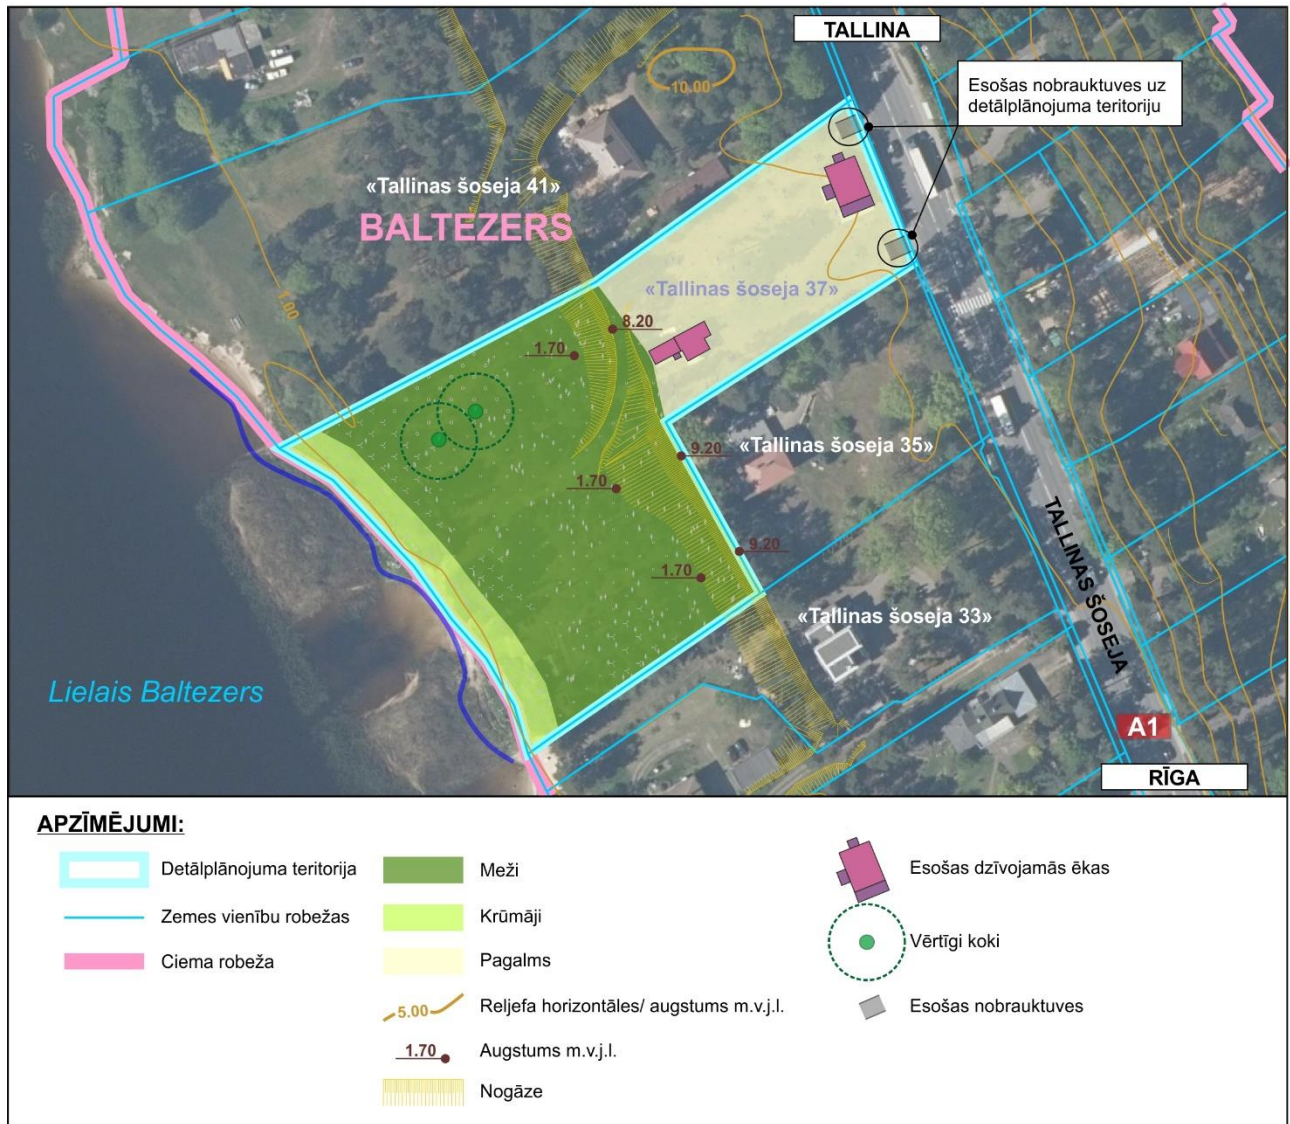 TALLINA
Esošas nobrauktuves uz
detālplānojuma teritoriju
10.00
«Tallinas šoseja 41»
BALTEZERS
1.00
«Tallinas šoseja 37»
8.20
1.70
9.20
«Tallinas šoseja 35»
1.70
9.20
1.70
TALLINAS ŠOSEJA
«Tallinas šoseja 33»
Lielais Baltezers
A1
RĪGA
APZĪMĒJUMI:
Detālplānojuma teritorija
Zemes vienību robežas
Ciema robeža
Meži
Krūmāji
Pagalms
5.00
Reljefa horizontāles/ augstums m.v.j.l.
1.70
Augstums m.v.j.l.
Nogāze
Esošas dzīvojamās ēkas
Vērtīgi koki
Esošas nobrauktuves